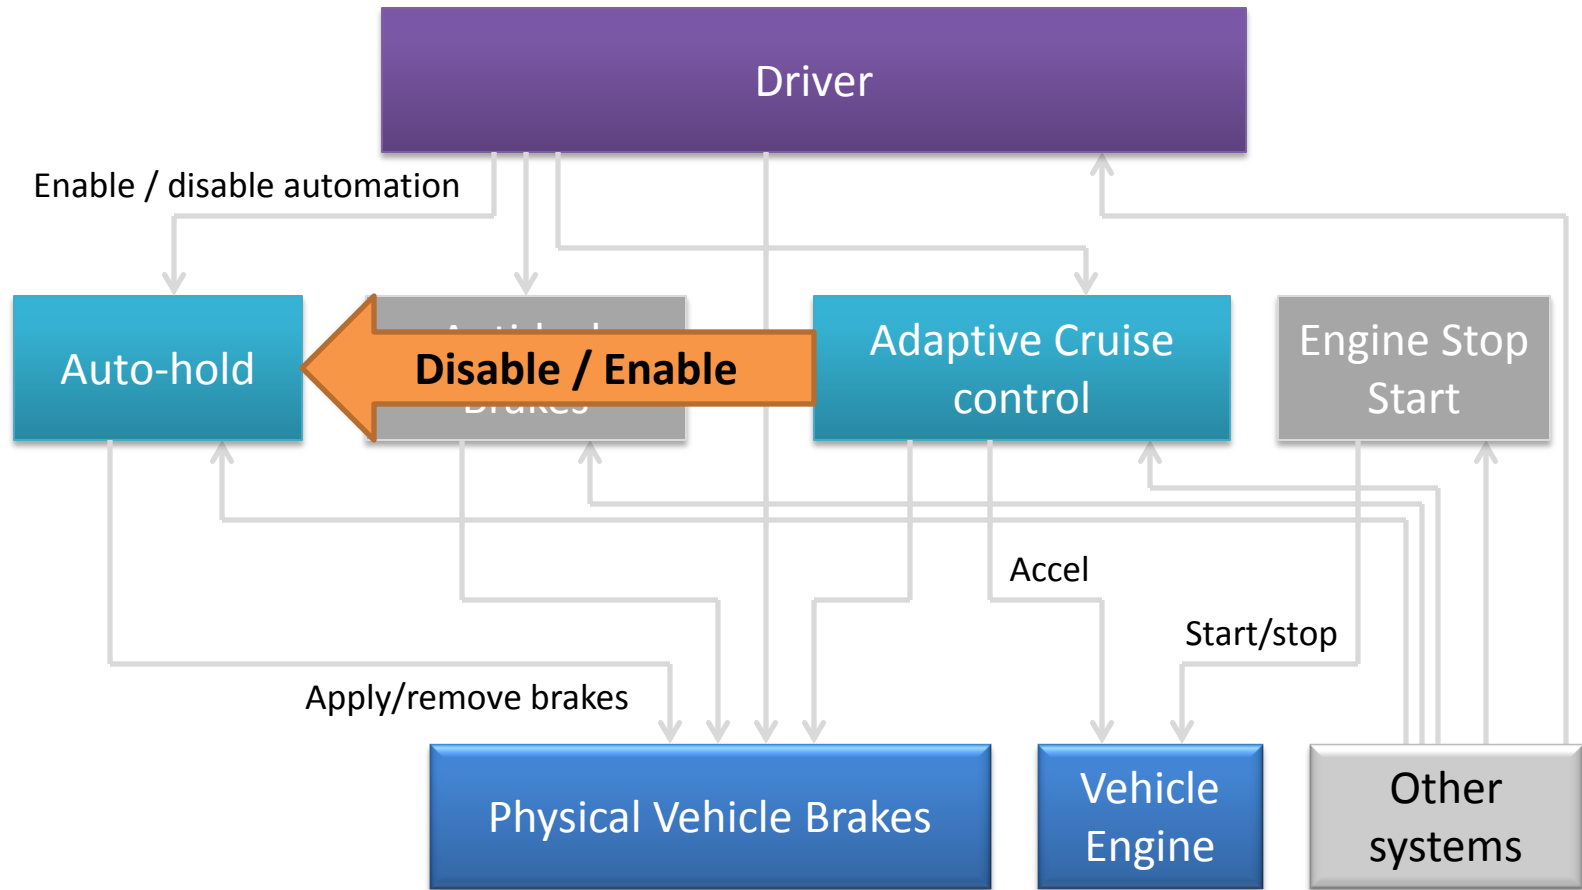 Driver
Enable / disable automation
Auto-hold
Disable / Enable
Adaptive Cruise
control
Engine Stop
Start
Accel
Start/stop
Apply/remove brakes
Physical Vehicle Brakes
Vehicle
Engine
Other
systems